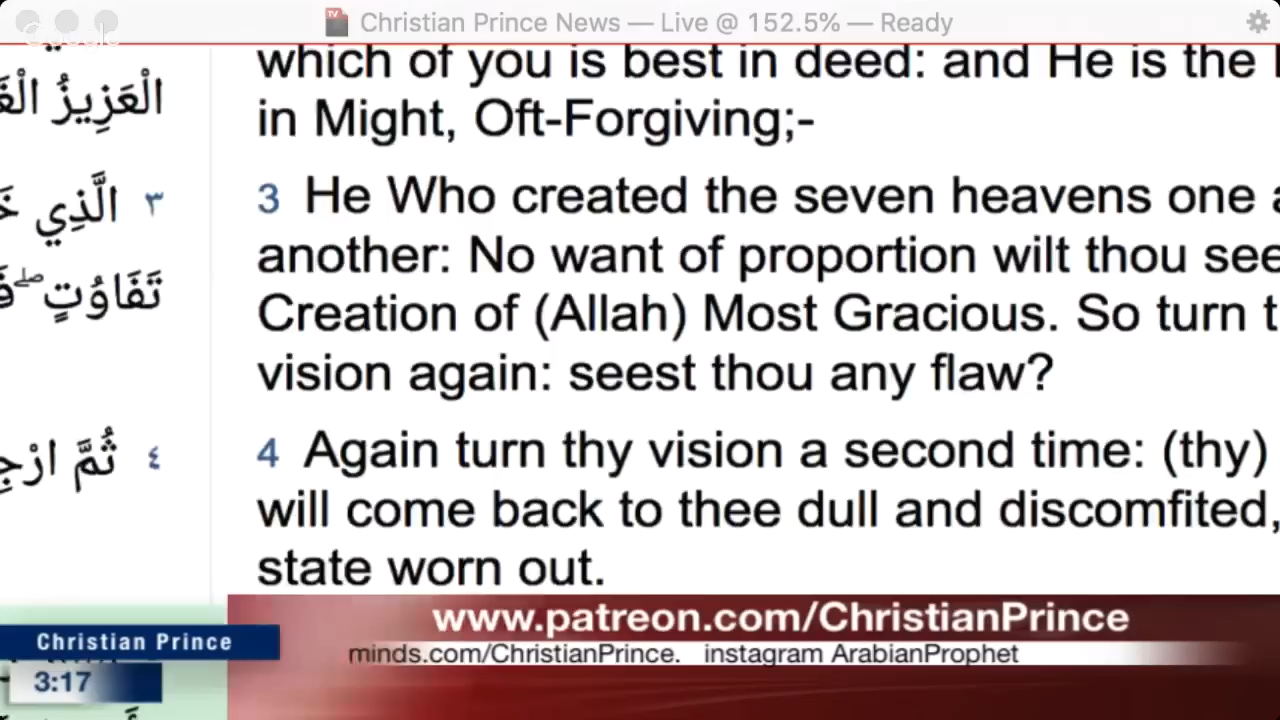 Christian Prince News — Live @ 152.5% — Ready
Google
which of you is best in deed: and He is the
الْعَزِيزُ
in Might, Oft-Forgiving;-
٣ الَّذِي
3 He Who created the seven heavens one
another: No want of proportion wilt thou see
تَفَاوُتٍ ۖ
Creation of (Allah) Most Gracious. So turn
vision again: seest thou any flaw?
٤ ثُمَّ
4 Again turn thy vision a second time: (thy)
will come back to thee dull and discomfited,
state worn out.
www.patreon.com/ChristianPrince
Christian Prince
minds.com/ChristianPrince. instagram ArabianProphet
3:17